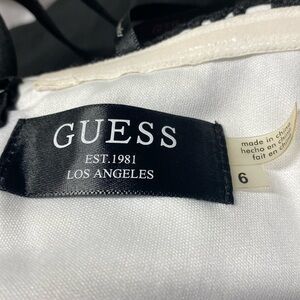 GUESS
EST.1981
LOS ANGELES
made in china
hecho en china
fait en chine
6